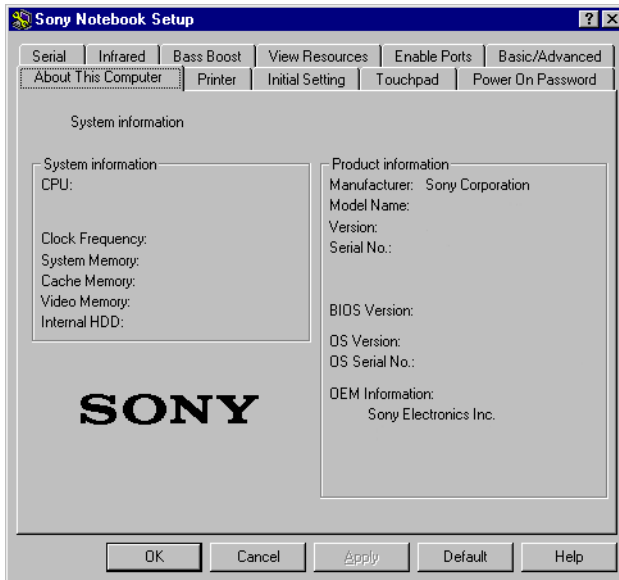 Sony Notebook Setup
Serial Infrared Bass Boost View Resources Enable Ports Basic/Advanced
About This Computer Printer Initial Setting Touchpad Power On Password
System information
System information
CPU:
Clock Frequency:
System Memory:
Cache Memory:
Video Memory:
Internal HDD:
SONY
Product information
Manufacturer: Sony Corporation
Model Name:
Version:
Serial No.:
BIOS Version:
OS Version:
OS Serial No.:
OEM Information:
Sony Electronics Inc.
OK Cancel Apply Default Help